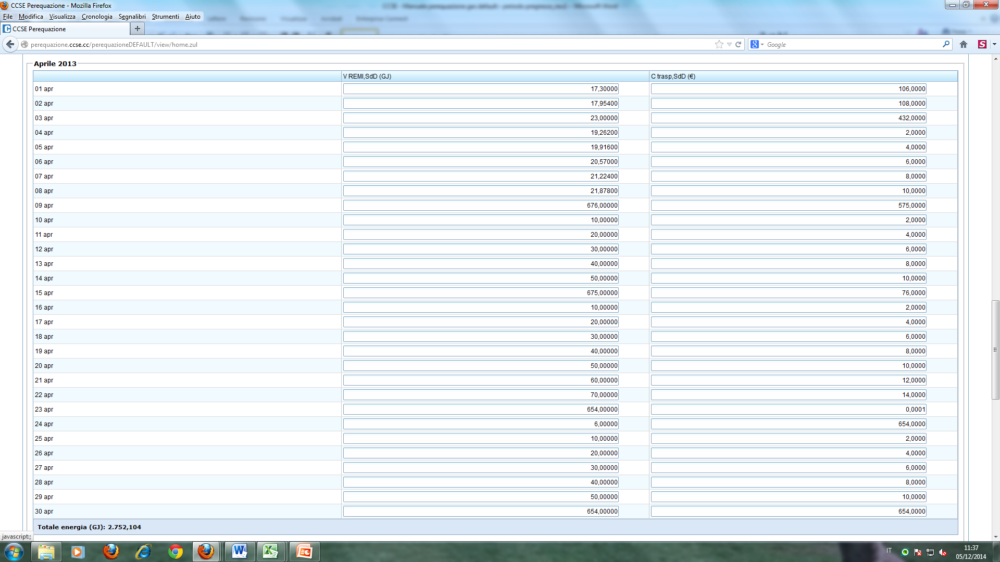 CCSE Perequazione - Mozilla Firefox
File Modifica Visualizza Cronologia Segnalibri Strumenti Aiuto
CCSE Perequazione
perequazione.ccse.cc/perequazioneDEFAULT/view/home.zul Google
Aprile 2013
V REMI,SdD (GJ) C trasp,SdD (€)
01 apr 17,30000 106,0000
02 apr 17,95400 108,0000
03 apr 23,00000 432,0000
04 apr 19,26200 2,0000
05 apr 19,91600 4,0000
06 apr 20,57000 6,0000
07 apr 21,22400 8,0000
08 apr 21,87800 10,0000
09 apr 676,00000 575,0000
10 apr 10,00000 2,0000
11 apr 20,00000 4,0000
12 apr 30,00000 6,0000
13 apr 40,00000 8,0000
14 apr 50,00000 10,0000
15 apr 675,00000 76,0000
16 apr 10,00000 2,0000
17 apr 20,00000 4,0000
18 apr 30,00000 6,0000
19 apr 40,00000 8,0000
20 apr 50,00000 10,0000
21 apr 60,00000 12,0000
22 apr 70,00000 14,0000
23 apr 654,00000 0,0001
24 apr 6,00000 654,0000
25 apr 10,00000 2,0000
26 apr 20,00000 4,0000
27 apr 30,00000 6,0000
28 apr 40,00000 8,0000
29 apr 50,00000 10,0000
30 apr 654,00000 654,0000
Totale energia (GJ): 2.752,104
javascript:;
IT 11:37
05/12/2014